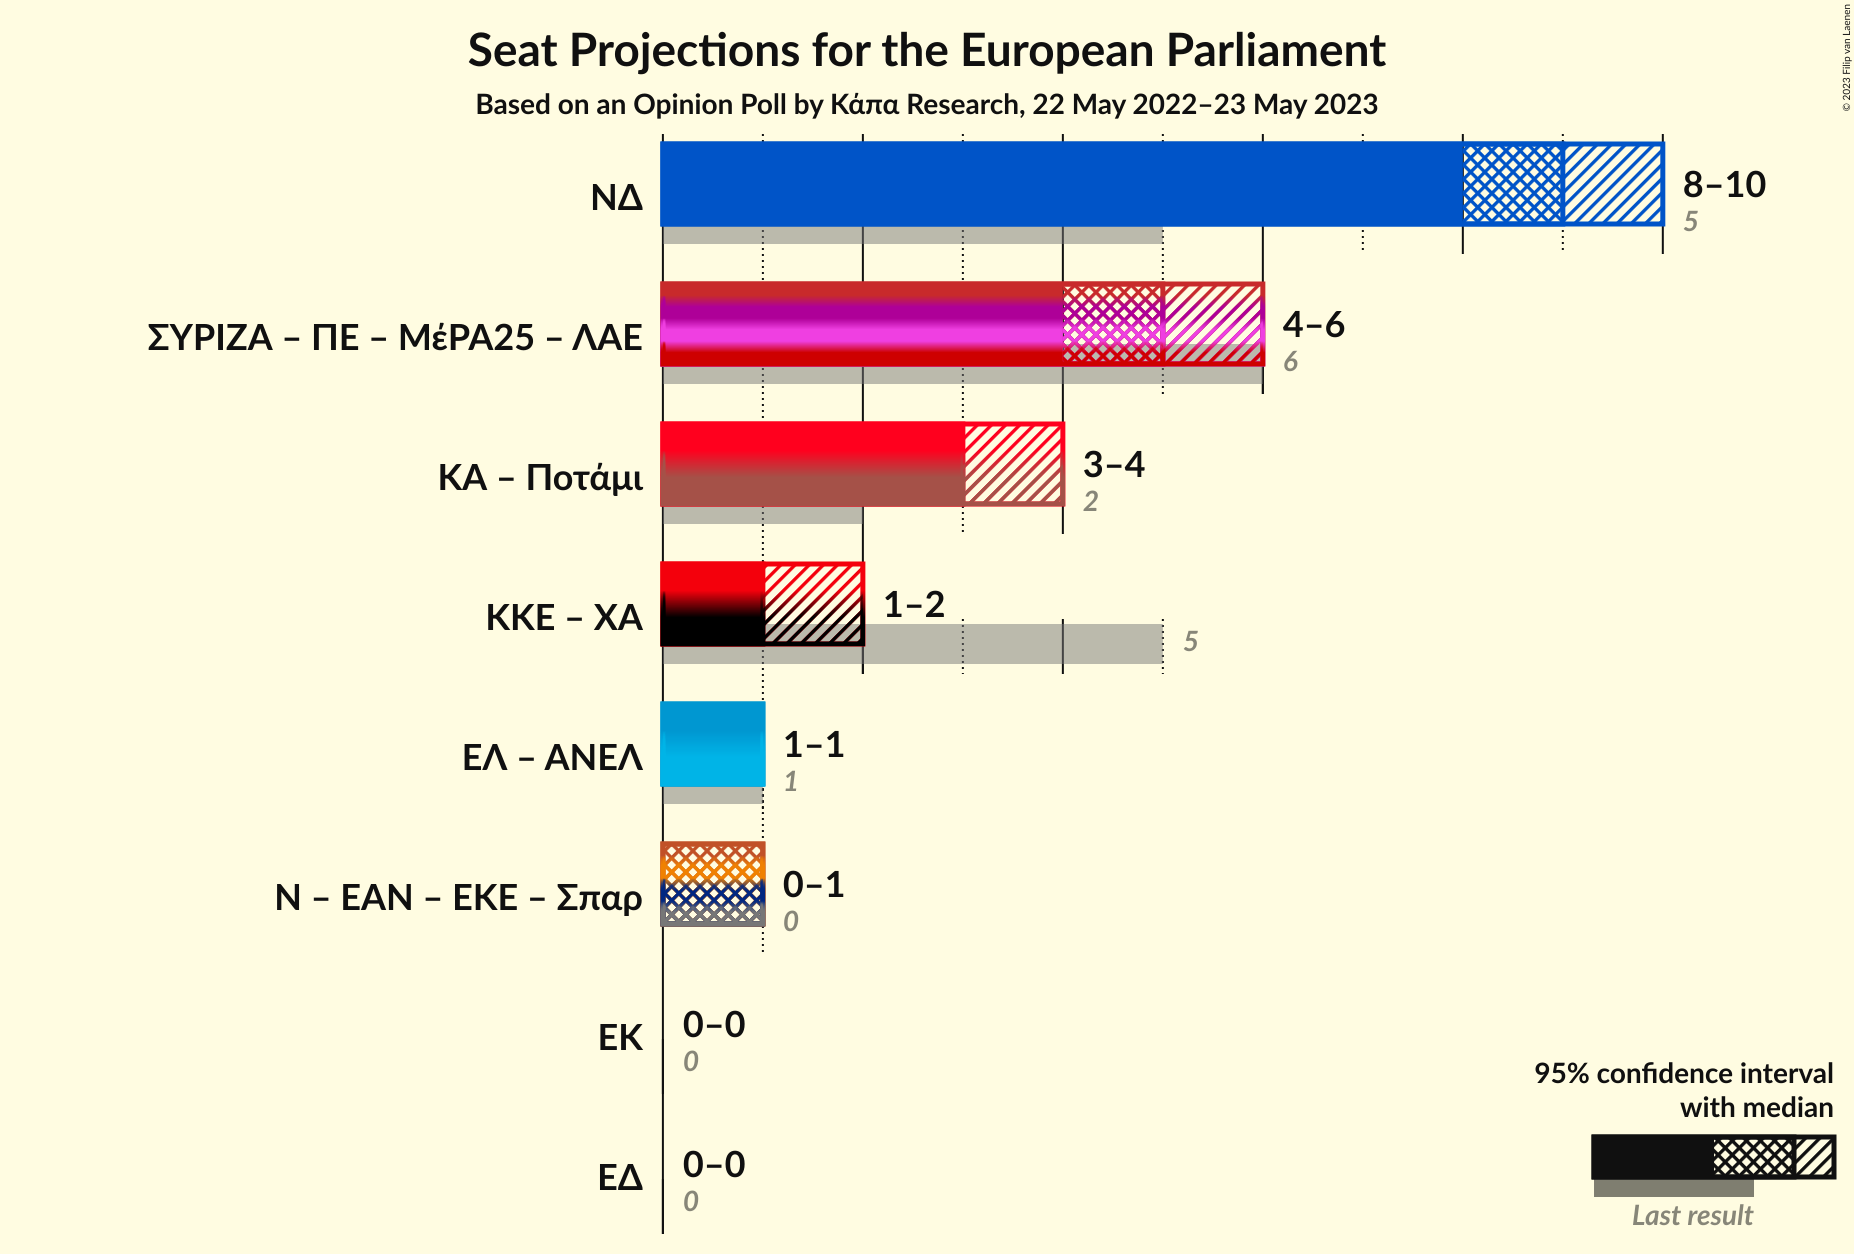 Seat Projections for the European Parliament
Based on an Opinion Poll by Κάπα Research, 22 May 2022–23 May 2023
© 2023 Filip van Laenen
ΝΔ
8–10
5
ΣΥΡΙΖΑ – ΠΕ – ΜέΡΑ25 – ΛΑΕ
4–6
6
ΚΑ – Ποτάμι
3–4
2
ΚΚΕ – ΧΑ
1–2
5
ΕΛ – ΑΝΕΛ
1–1
1
Ν – ΕΑΝ – ΕΚΕ – Σπαρ
0–1
0
ΕΚ
0–0
0
ΕΔ
0–0
0
95% confidence interval
with median
Last result